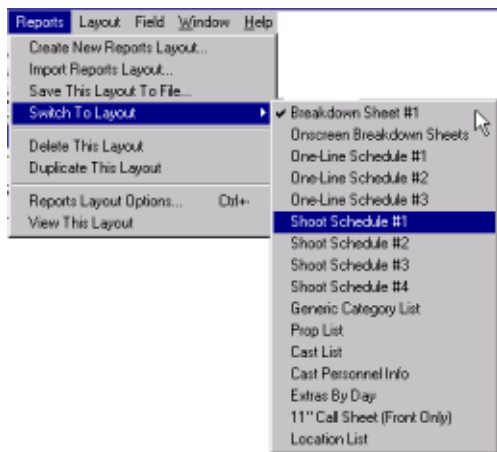 Reports Layout Field Window Help
Create New Reports Layout...
Import Reports Layout...
Save This Layout To File...
Switch To Layout
Delete This Layout
Duplicate This Layout
Reports Layout Options... Ctrl+-
View This Layout
Breakdown Sheet #1
Onscreen Breakdown Sheets
One-Line Schedule #1
One-Line Schedule #2
One-Line Schedule #3
Shoot Schedule #1
Shoot Schedule #2
Shoot Schedule #3
Shoot Schedule #4
Generic Category List
Prop List
Cast List
Cast Personnel Info
Extras By Day
11" Call Sheet (Front Only)
Location List